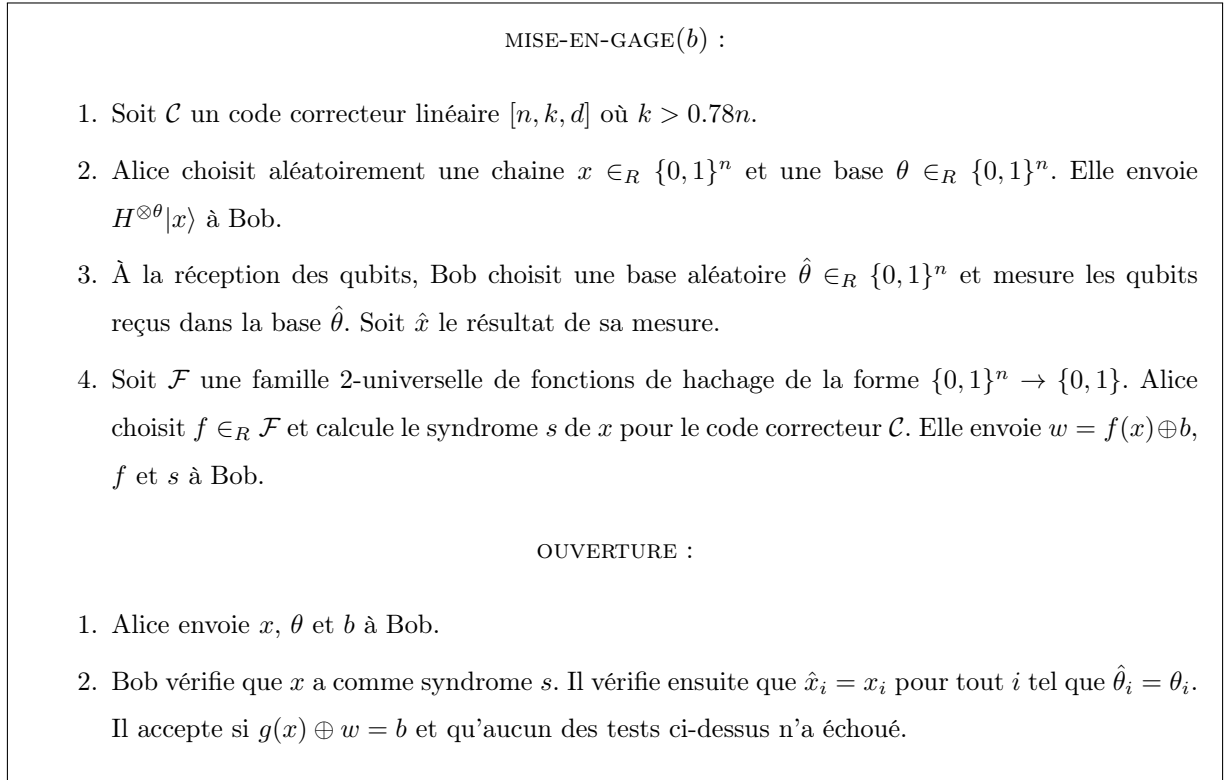 MISE-EN-GAGE(b) :
1. Soit 𝒞 un code correcteur linéaire [n, k, d] où k > 0.78n.
2. Alice choisit aléatoirement une chaine x ∈_R {0, 1}^n et une base θ ∈_R {0, 1}^n. Elle envoie
H^{⊗θ}|x⟩ à Bob.
3. À la réception des qubits, Bob choisit une base aléatoire θ̂ ∈_R {0, 1}^n et mesure les qubits
reçus dans la base θ̂. Soit x̂ le résultat de sa mesure.
4. Soit ℱ une famille 2-universelle de fonctions de hachage de la forme {0, 1}^n → {0, 1}. Alice
choisit f ∈_R ℱ et calcule le syndrome s de x pour le code correcteur 𝒞. Elle envoie w = f(x)⊕b,
f et s à Bob.
OUVERTURE :
1. Alice envoie x, θ et b à Bob.
2. Bob vérifie que x a comme syndrome s. Il vérifie ensuite que x̂_i = x_i pour tout i tel que θ̂_i = θ_i.
Il accepte si g(x) ⊕ w = b et qu'aucun des tests ci-dessus n'a échoué.